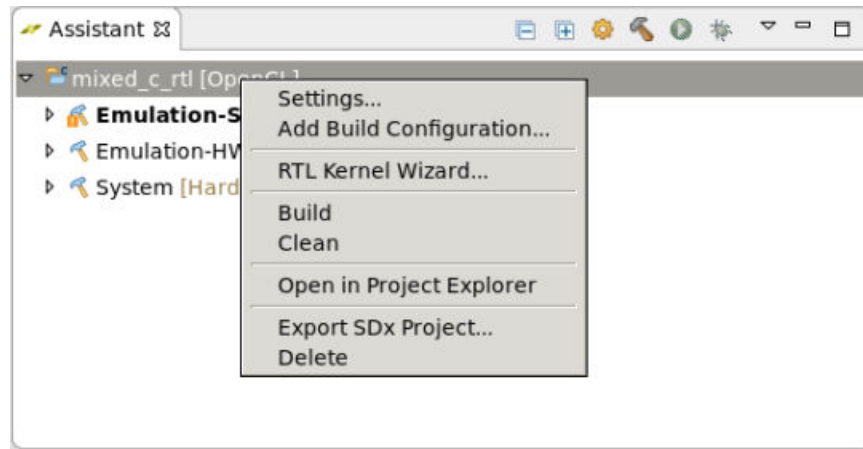 Assistant
mixed_c_rtl [OpenCL]
Settings...
Emulation-S
Add Build Configuration...
Emulation-HW
RTL Kernel Wizard...
System [Hard
Build
Clean
Open in Project Explorer
Export SDx Project...
Delete